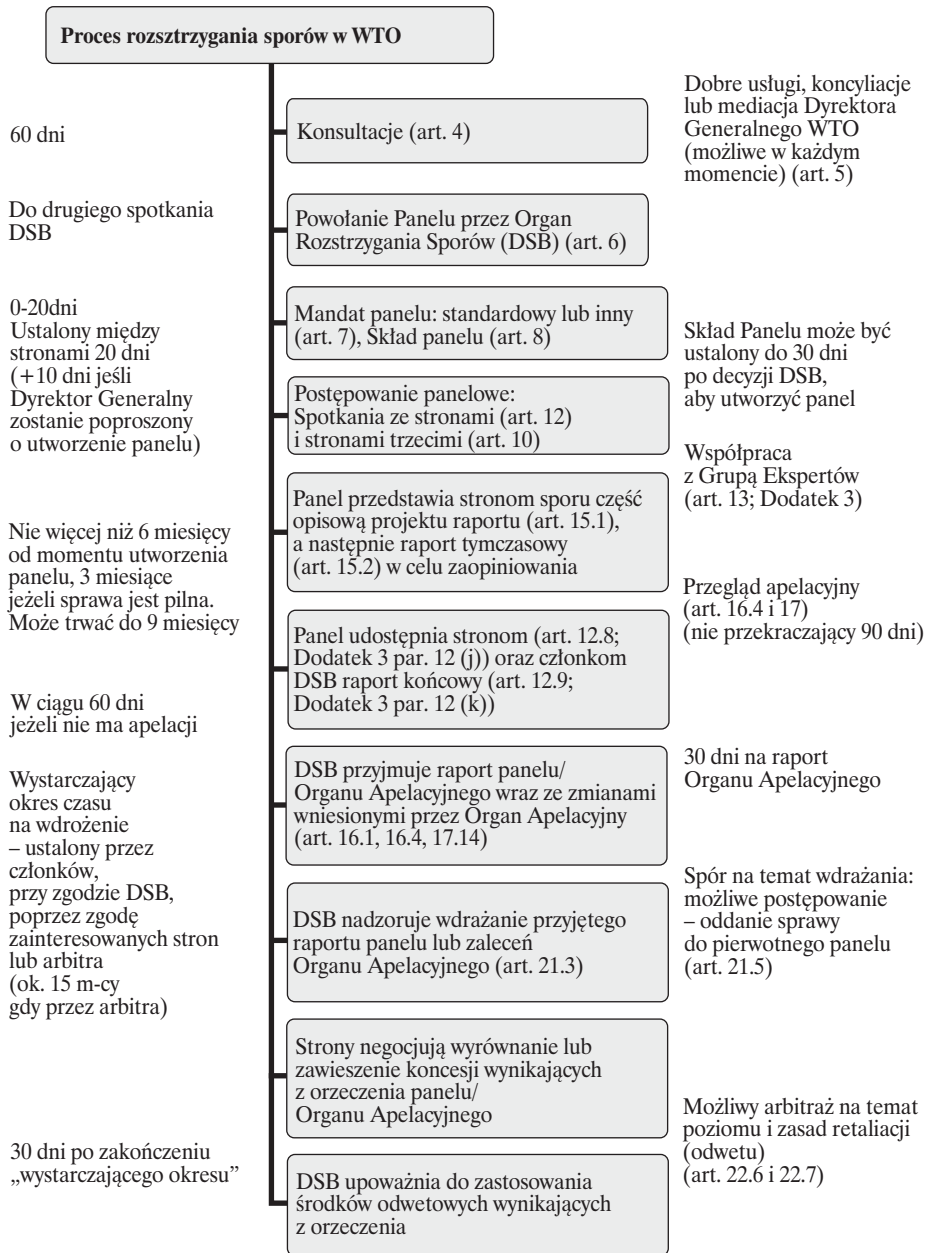 Proces rozsztrzygania sporów w WTO
60 dni
Konsultacje (art. 4)
Dobre usługi, koncyliacje
lub mediacja Dyrektora
Generalnego WTO
(możliwe w każdym
momencie) (art. 5)
Do drugiego spotkania
DSB
Powołanie Panelu przez Organ
Rozstrzygania Sporów (DSB) (art. 6)
0-20dni
Ustalony między
stronami 20 dni
(+10 dni jeśli
Dyrektor Generalny
zostanie poproszony
o utworzenie panelu)
Mandat panelu: standardowy lub inny
(art. 7), Skład panelu (art. 8)
Skład Panelu może być
ustalony do 30 dni
po decyzji DSB,
aby utworzyć panel
Postępowanie panelowe:
Spotkania ze stronami (art. 12)
i stronami trzecimi (art. 10)
Współpraca
z Grupą Ekspertów
(art. 13; Dodatek 3)
Nie więcej niż 6 miesięcy
od momentu utworzenia
panelu, 3 miesiące
jeżeli sprawa jest pilna.
Może trwać do 9 miesięcy
Panel przedstawia stronom sporu część
opisową projektu raportu (art. 15.1),
a następnie raport tymczasowy
(art. 15.2) w celu zaopiniowania
Przegląd apelacyjny
(art. 16.4 i 17)
(nie przekraczający 90 dni)
Panel udostępnia stronom (art. 12.8;
Dodatek 3 par. 12 (j)) oraz członkom
DSB raport końcowy (art. 12.9;
Dodatek 3 par. 12 (k))
W ciągu 60 dni
jeżeli nie ma apelacji
DSB przyjmuje raport panelu/
Organu Apelacyjnego wraz ze zmianami
wniesionymi przez Organ Apelacyjny
(art. 16.1, 16.4, 17.14)
30 dni na raport
Organu Apelacyjnego
Wystarczający
okres czasu
na wdrożenie
– ustalony przez
członków,
przy zgodzie DSB,
poprzez zgodę
zainteresowanych stron
lub arbitra
(ok. 15 m-cy
gdy przez arbitra)
DSB nadzoruje wdrażanie przyjętego
raportu panelu lub zaleceń
Organu Apelacyjnego (art. 21.3)
Spór na temat wdrażania:
możliwe postępowanie
– oddanie sprawy
do pierwotnego panelu
(art. 21.5)
Strony negocjują wyrównanie lub
zawieszenie koncesji wynikających
z orzeczenia panelu/
Organu Apelacyjnego
Możliwy arbitraż na temat
poziomu i zasad retaliacji
(odwetu)
(art. 22.6 i 22.7)
30 dni po zakończeniu
„wystarczającego okresu”
DSB upoważnia do zastosowania
środków odwetowych wynikających
z orzeczenia